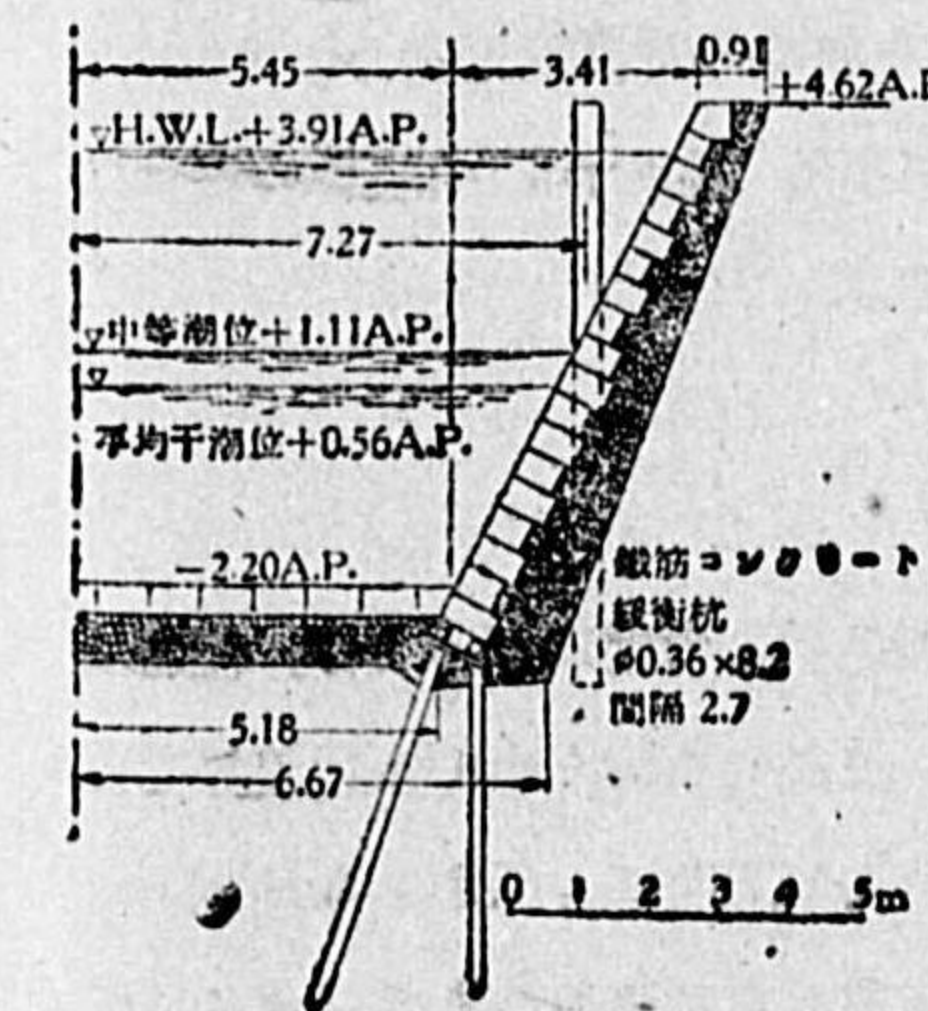 5.45 3.41 0.91
+4.62A.P
H.W.L.+3.91A.P.
7.27
中等潮位+1.11A.P.
平均干潮位+0.56A.P.
-2.20A.P.
鐵筋コンクリート
緩衝杭
φ0.36×8.2
間隔 2.7
5.18
6.67
0 1 2 3 4 5m